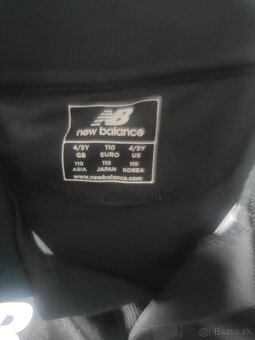 NB
new balance
4/5Y 110 4/5Y
GB EURO US
110 110 110
ASIA JAPAN KOREA
www.newbalance.com
B
Bazos.sk